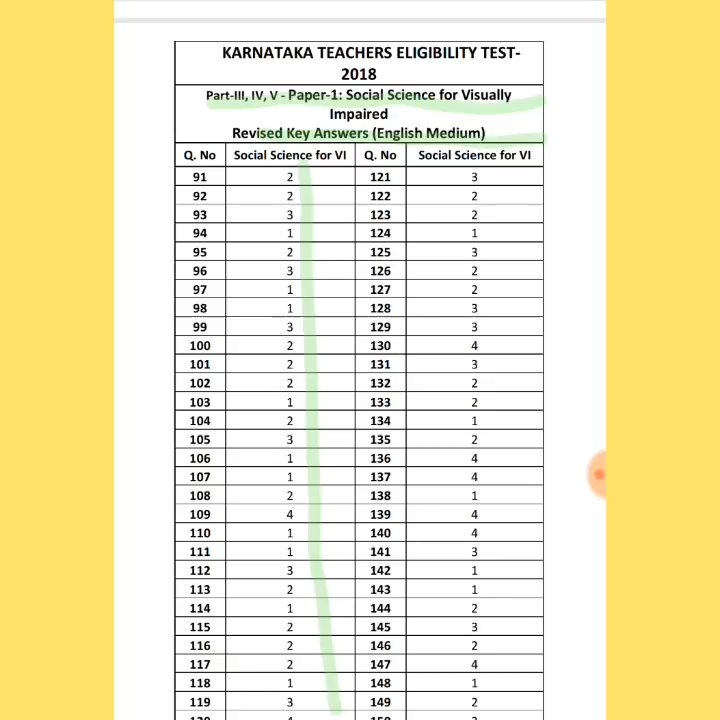 KARNATAKA TEACHERS ELIGIBILITY TEST-
2018
Part-III, IV, V - Paper-1: Social Science for Visually
Impaired
Revised Key Answers (English Medium)
Q. No Social Science for VI Q. No Social Science for VI
91 2 121 3
92 2 122 2
93 3 123 2
94 1 124 1
95 2 125 3
96 3 126 2
97 1 127 2
98 1 128 3
99 3 129 3
100 2 130 4
101 2 131 3
102 2 132 2
103 1 133 2
104 2 134 1
105 3 135 2
106 1 136 4
107 1 137 4
108 2 138 1
109 4 139 4
110 1 140 4
111 1 141 3
112 3 142 1
113 2 143 1
114 1 144 2
115 2 145 3
116 2 146 2
117 2 147 4
118 1 148 1
119 3 149 2